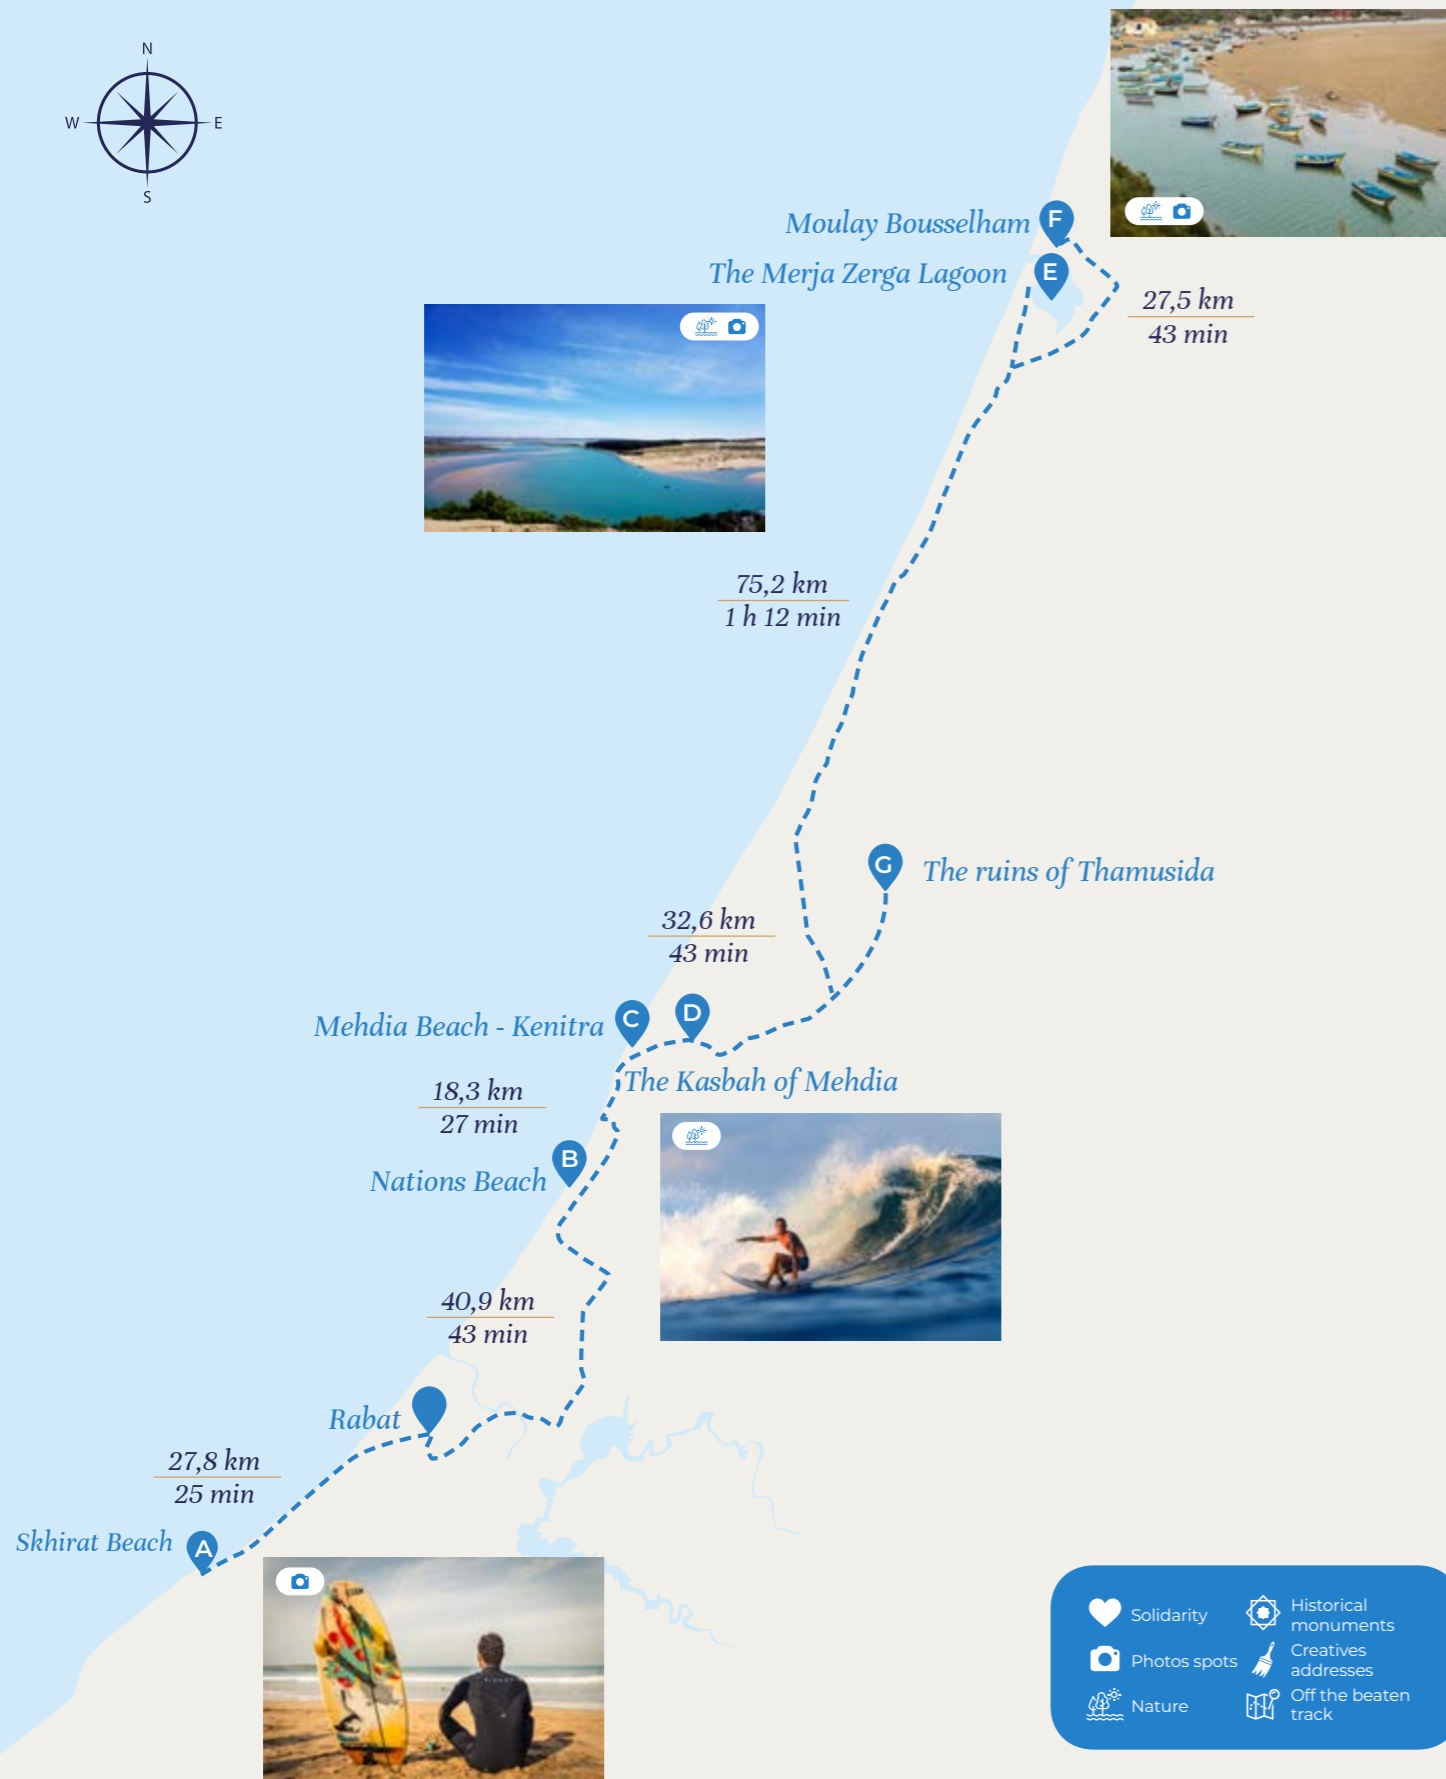 N
W E
S
Moulay Bousselham
F
The Merja Zerga Lagoon
E
27,5 km
43 min
75,2 km
1 h 12 min
G
The ruins of Thamusida
32,6 km
43 min
Mehdia Beach - Kenitra
C
D
The Kasbah of Mehdia
18,3 km
27 min
B
Nations Beach
40,9 km
43 min
Rabat
27,8 km
25 min
Skhirat Beach
A
Solidarity
Photos spots
Nature
Historical
monuments
Creatives
addresses
Off the beaten
track